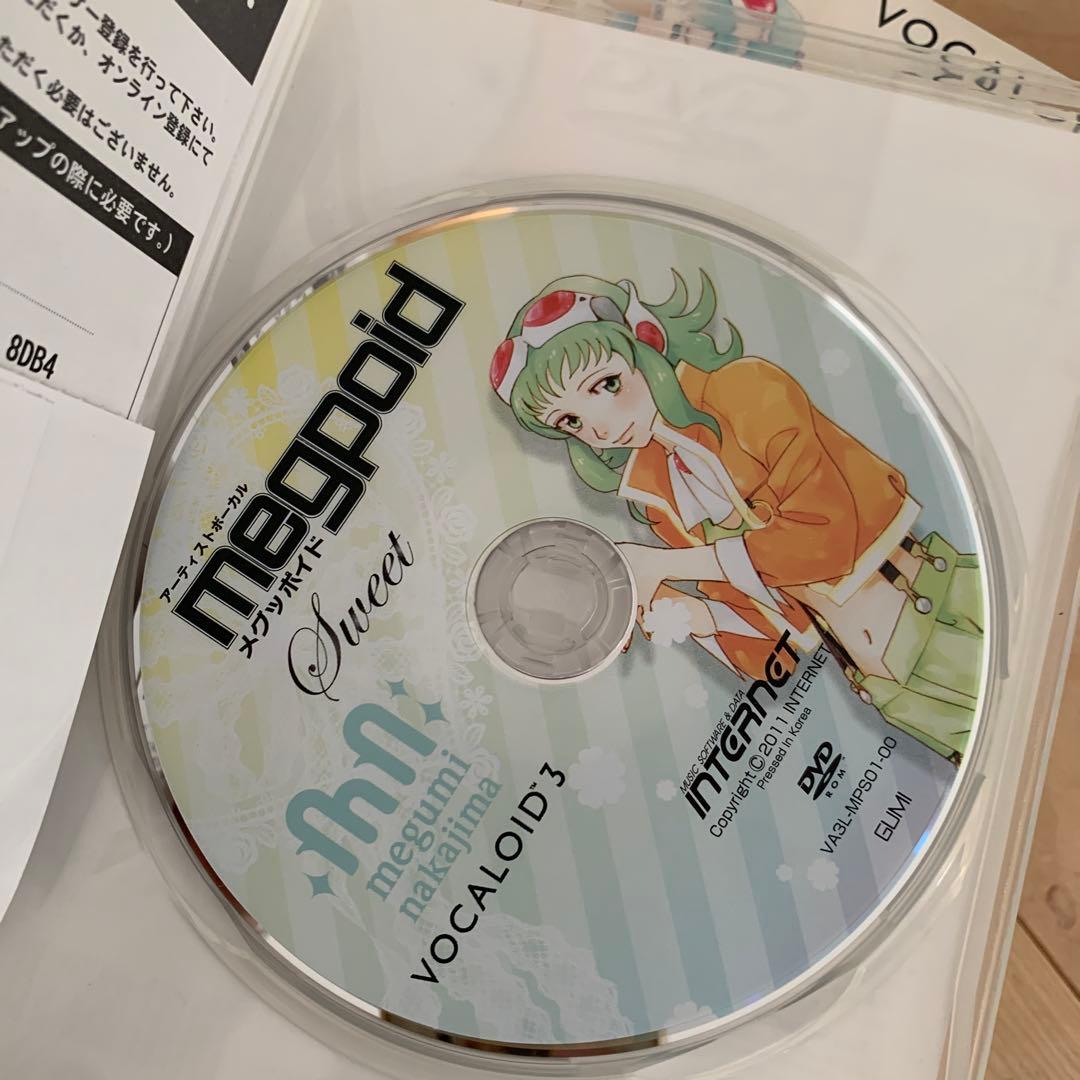 ー登録を行って下さい。
ただくか、オンライン登録にて
ただく必要はございません。
アップの際に必要です。)
8DB4
VOCAL
アーティストボーカル
megpoid
メグッポイド
Sweet
mn
megumi
nakajima
VOCALOID™3
MUSIC SOFTWARE & DATA
INTERNET
Copyright©2011 INTERNET
Pressed In Korea
DVD
ROM
VA3L-MPS01-00
GUMI